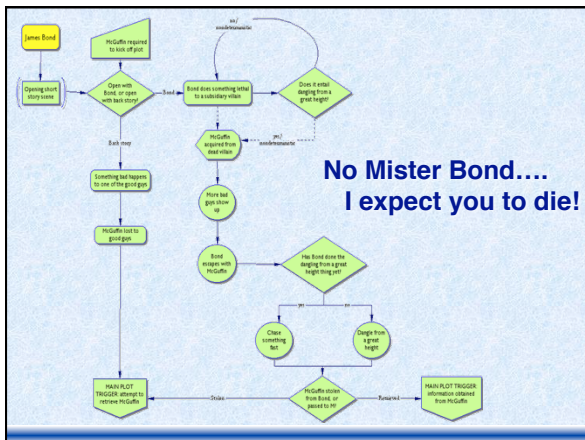 James Bond
McGuffin required
to kick off plot
no /
nondeterministic
Opening short
story scene
Open with
Bond, or open
with back story?
Bond
Bond does something lethal
to a subsidiary villain
Does it entail
dangling from a
great height?
Back story
McGuffin
acquired from
dead villain
yes /
nondeterministic
Something bad happens
to one of the good guys
No Mister Bond....
I expect you to die!
More bad
guys show
up
McGuffin lost to
good guys
Bond
escapes with
McGuffin
Has Bond done the
dangling from a great
height thing yet?
yes
no
Chase
something
fast
Dangle from
a great
height
MAIN PLOT
TRIGGER: attempt to
retrieve McGuffin
Stolen
McGuffin stolen
from Bond, or
passed to M?
Returned
MAIN PLOT TRIGGER
information obtained
from McGuffin